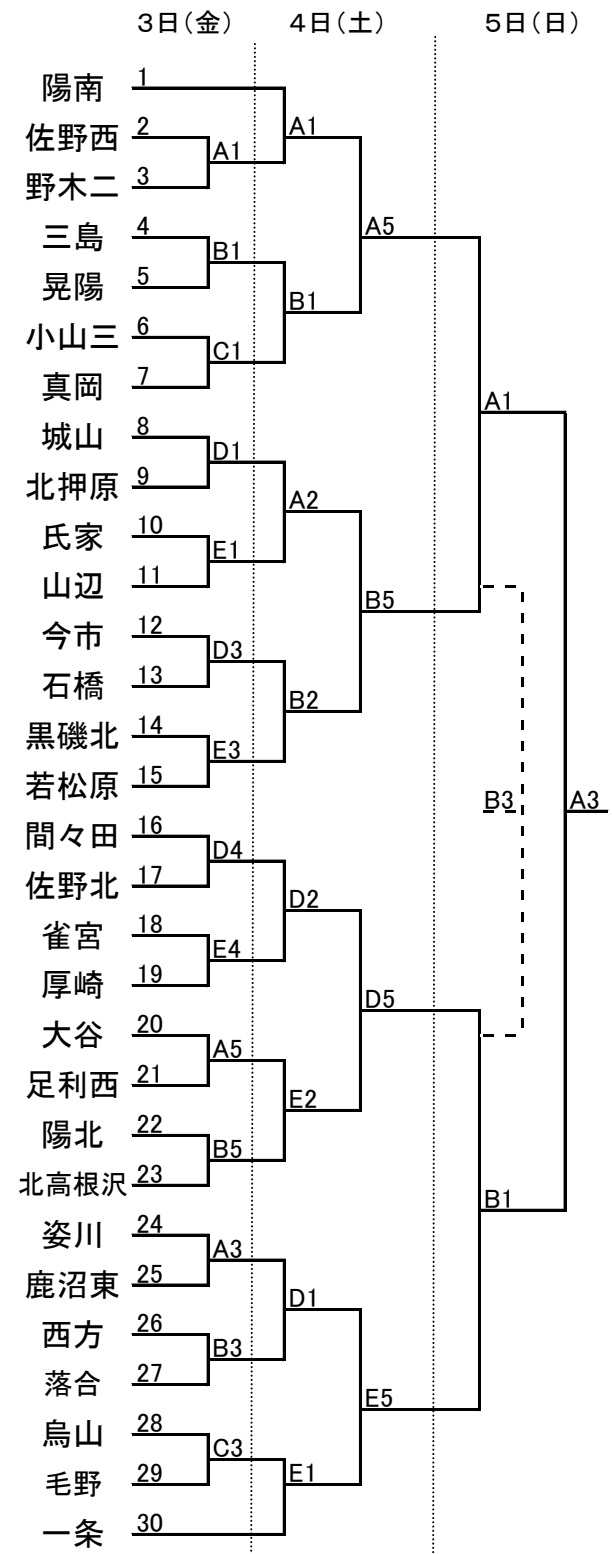 3日(金) 4日(土) 5日(日)
陽南 1
A1
佐野西 2
A1
野木二 3
三島 4
A5
B1
晃陽 5
B1
小山三 6
C1
真岡 7
A1
城山 8
D1
北押原 9
A2
氏家 10
E1
山辺 11
B5
今市 12
D3
石橋 13
B2
黒磯北 14
E3
若松原 15
B3 A3
間々田 16
D4
佐野北 17
D2
雀宮 18
E4
厚崎 19
D5
大谷 20
A5
足利西 21
E2
陽北 22
B5
北高根沢 23
B1
姿川 24
A3
鹿沼東 25
D1
西方 26
B3
落合 27
E5
烏山 28
C3
毛野 29
E1
一条 30